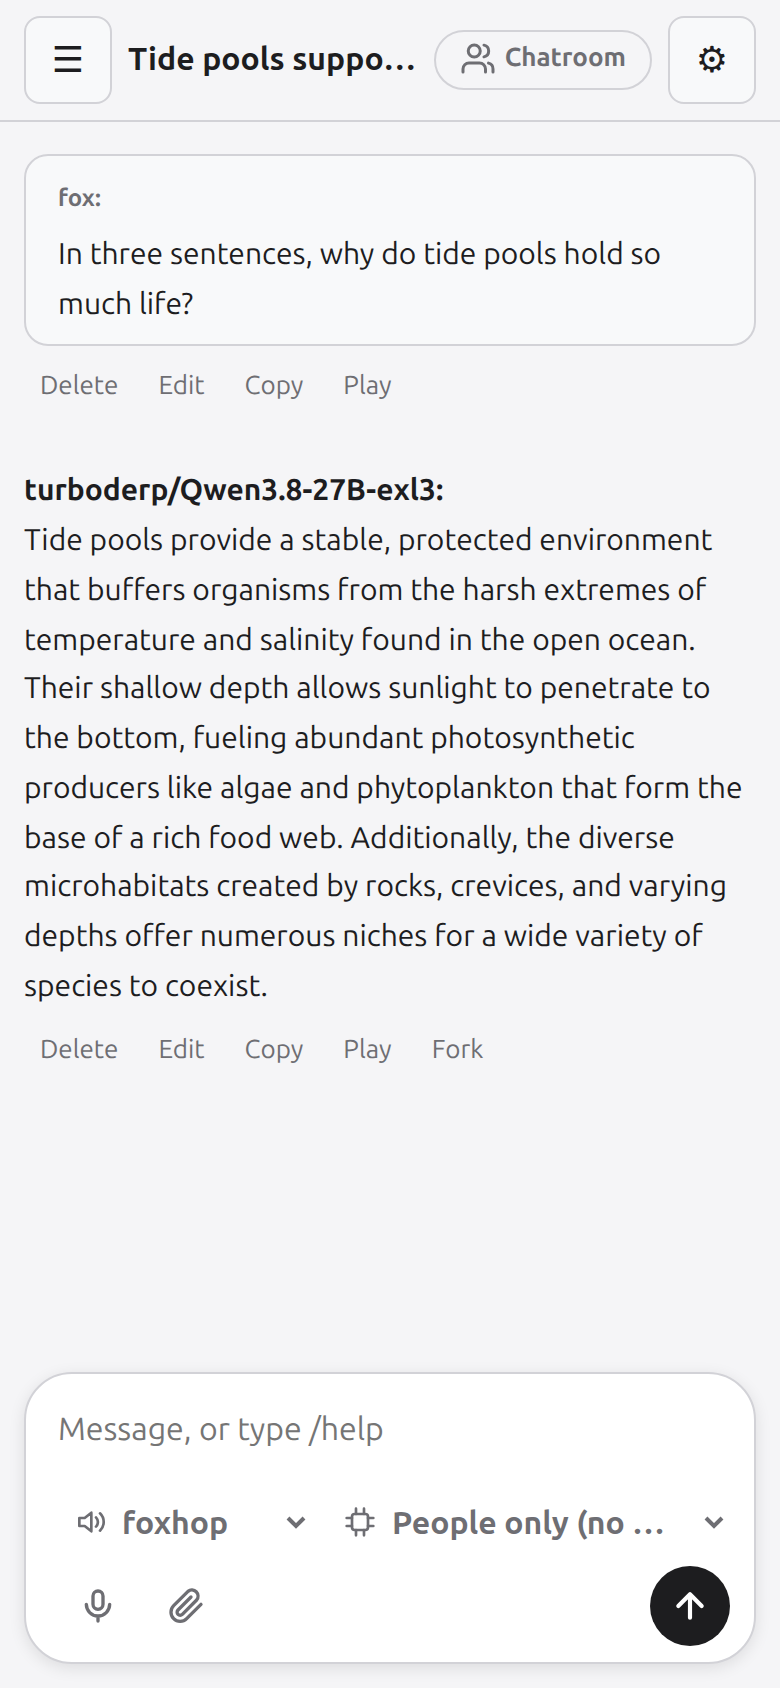 ☰ Tide pools suppo... Chatroom ⚙
fox:
In three sentences, why do tide pools hold so
much life?
Delete Edit Copy Play
turboderp/Qwen3.8-27B-exl3:
Tide pools provide a stable, protected environment
that buffers organisms from the harsh extremes of
temperature and salinity found in the open ocean.
Their shallow depth allows sunlight to penetrate to
the bottom, fueling abundant photosynthetic
producers like algae and phytoplankton that form the
base of a rich food web. Additionally, the diverse
microhabitats created by rocks, crevices, and varying
depths offer numerous niches for a wide variety of
species to coexist.
Delete Edit Copy Play Fork
Message, or type /help
foxhop People only (no ...